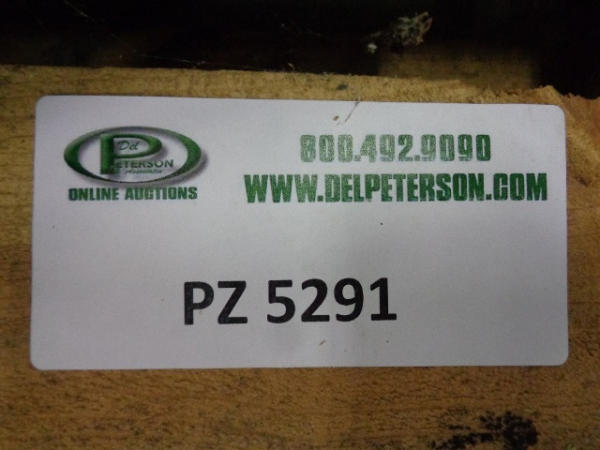 Del
PETERSON
ONLINE AUCTIONS
800.492.9090
WWW.DELPETERSON.COM
PZ 5291